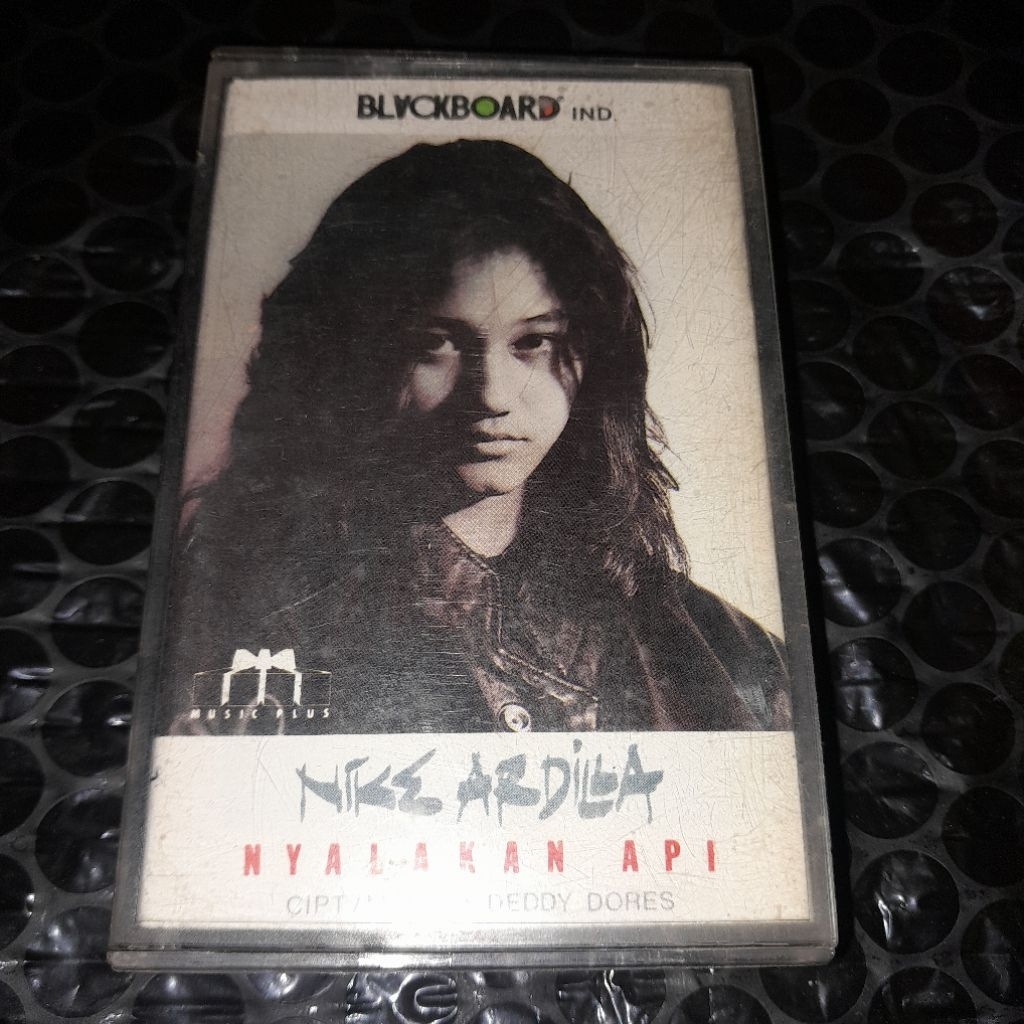 BLACKBOARD IND.
MUSIC PLUS
NIKE ARDILLA
NYALAKAN API
DEDDY DORES